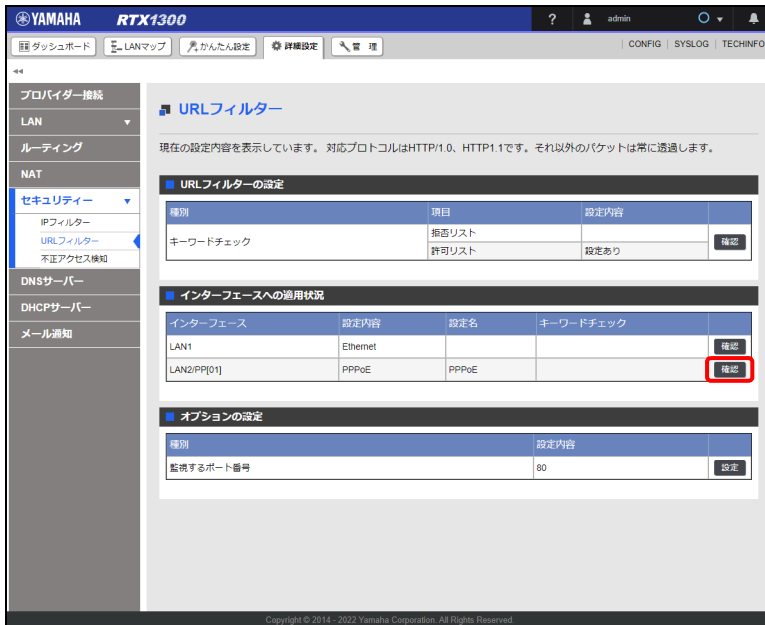 YAMAHA RTX1300 ? admin
ダッシュボード LANマップ かんたん設定 詳細設定 管 理 CONFIG SYSLOG TECHINFO
プロバイダー接続
LAN
ルーティング
NAT
セキュリティー
IPフィルター
URLフィルター
不正アクセス検知
DNSサーバー
DHCPサーバー
メール通知
URLフィルター
現在の設定内容を表示しています。 対応プロトコルはHTTP/1.0、HTTP1.1です。それ以外のパケットは常に透過します。
URLフィルターの設定
種別 項目 設定内容
キーワードチェック 拒否リスト 確認
許可リスト 設定あり
インターフェースへの適用状況
インターフェース 設定内容 設定名 キーワードチェック
LAN1 Ethernet 確認
LAN2/PP[01] PPPoE PPPoE 確認
オプションの設定
種別 設定内容
監視するポート番号 80 設定
Copyright © 2014 - 2022 Yamaha Corporation. All Rights Reserved.